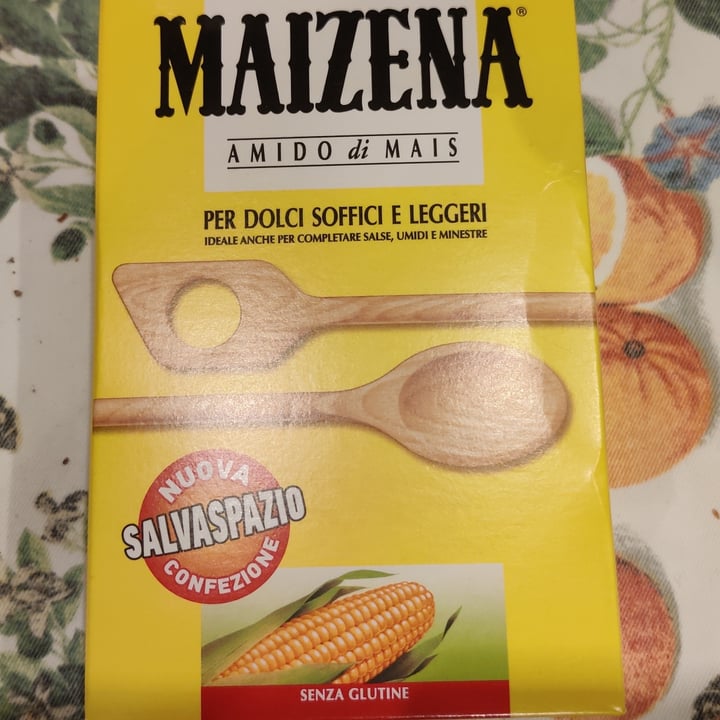 MAIZENA®
AMIDO di MAIS
PER DOLCI SOFFICI E LEGGERI
IDEALE ANCHE PER COMPLETARE SALSE, UMIDI E MINESTRE
NUOVA
SALVASPAZIO
CONFEZIONE
SENZA GLUTINE